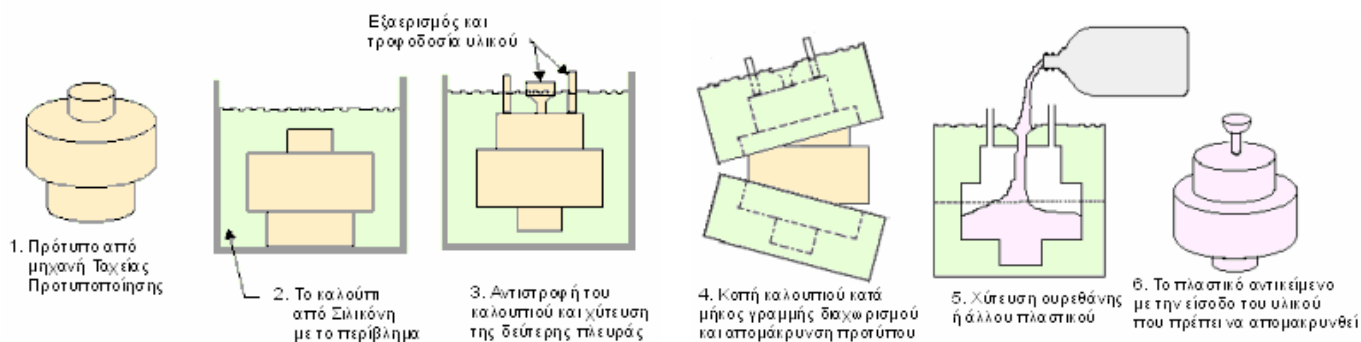 Εξαερισμός και
τροφοδοσία υλικού
1. Πρότυπο από
μηχανή Ταχείας
Προτυποποίησης
2. Το καλούπι
από Σιλικόνη
με το περίβλημα
3. Αντιστροφή του
καλουπιού και χύτευση
της δεύτερης πλευράς
4. Κοπή καλουπιού κατά
μήκος γραμμής διαχωρισμού
και απομάκρυνση προτύπου
5. Χύτευση ουρεθάνης
ή άλλου πλαστικού
6. Το πλαστικό αντικείμενο
με την είσοδο του υλικού
που πρέπει να απομακρυνθεί